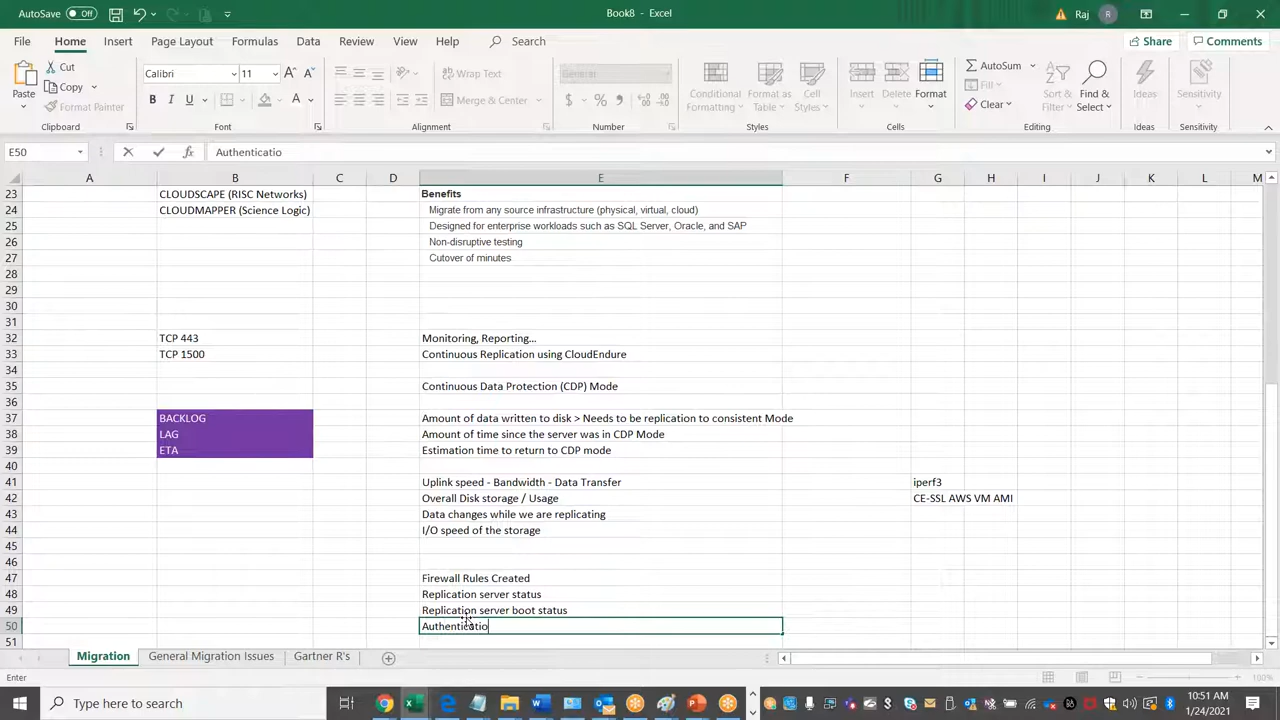 AutoSave Off Book8 - Excel Raj R
File Home Insert Page Layout Formulas Data Review View Help Search Share Comments
Paste Cut Copy Format Painter
Calibri 11 A A B I U A
Wrap Text Merge & Center
General $ % ,
Conditional Formatting Format as Table Cell Styles
Insert Delete Format
AutoSum Fill Clear Sort & Filter Find & Select
Ideas Sensitivity
Clipboard Font Alignment Number Styles Cells Editing Ideas Sensitivity
E50 fx Authenticatio
A B C D E F G H I J K L M
23 CLOUDSCAPE (RISC Networks) Benefits
24 CLOUDMAPPER (Science Logic) Migrate from any source infrastructure (physical, virtual, cloud)
25 Designed for enterprise workloads such as SQL Server, Oracle, and SAP
26 Non-disruptive testing
27 Cutover of minutes
28
29
30
31
32 TCP 443 Monitoring, Reporting...
33 TCP 1500 Continuous Replication using CloudEndure
34
35 Continuous Data Protection (CDP) Mode
36
37 BACKLOG Amount of data written to disk > Needs to be replication to consistent Mode
38 LAG Amount of time since the server was in CDP Mode
39 ETA Estimation time to return to CDP mode
40
41 Uplink speed - Bandwidth - Data Transfer iperf3
42 Overall Disk storage / Usage CE-SSL AWS VM AMI
43 Data changes while we are replicating
44 I/O speed of the storage
45
46
47 Firewall Rules Created
48 Replication server status
49 Replication server boot status
50 Authenticatio
51
Migration General Migration Issues Gartner R's
Enter 100%
Type here to search 10:51 AM
1/24/2021